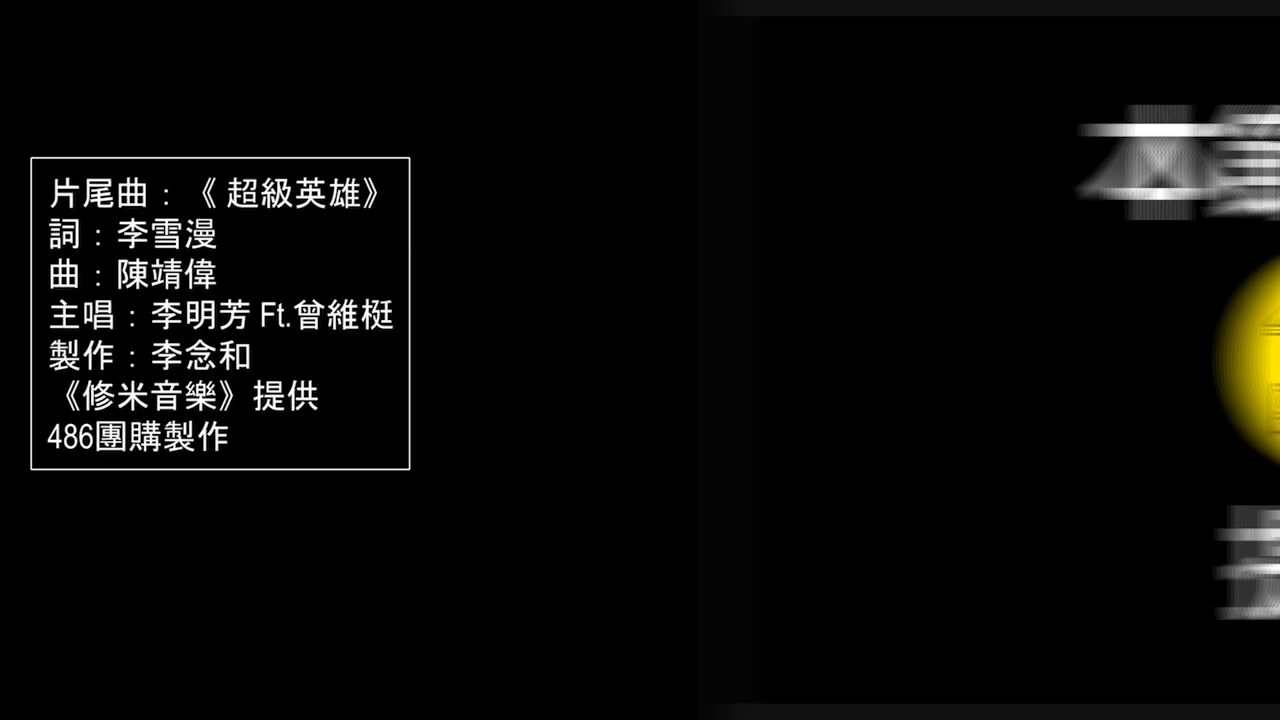 片尾曲：《 超級英雄》
詞：李雪漫
曲：陳靖偉
主唱：李明芳 Ft.曾維梃
製作：李念和
《修米音樂》提供
486團購製作